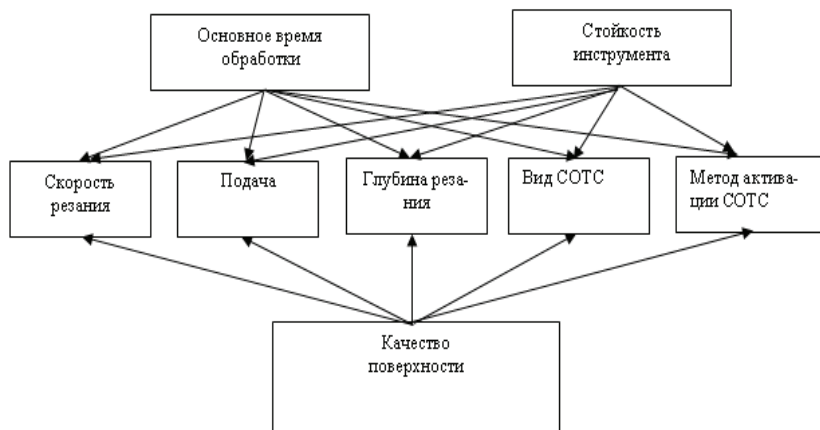 Основное время
обработки
Стойкость
инструмента
Скорость
резания
Подача
Глубина реза-
ния
Вид СОТС
Метод актива-
ции СОТС
Качество
поверхности